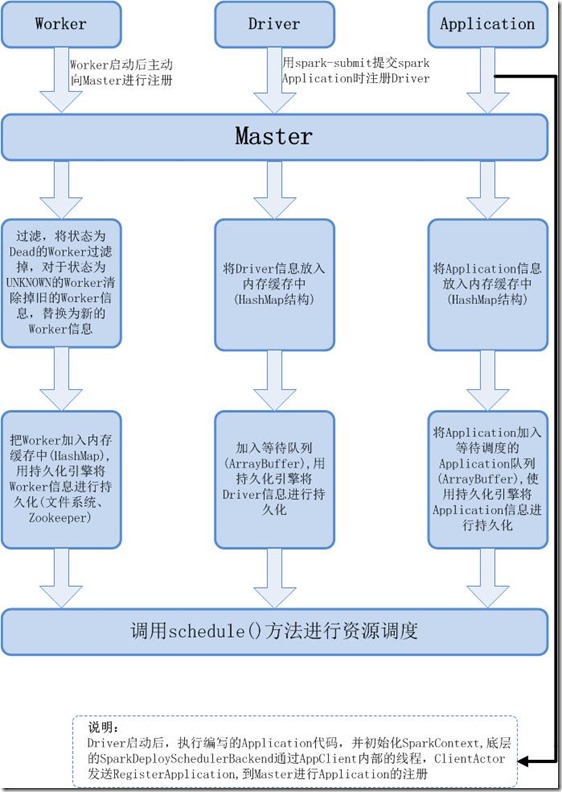 Worker
Driver
Application
Worker启动后主动
向Master进行注册
用spark-submit提交spark
Application时注册Driver
Master
过滤，将状态为
Dead的Worker过滤
掉，对于状态为
UNKNOWN的Worker清
除掉旧的Worker信
息，替换为新的
Worker信息
将Driver信息放入
内存缓存中
(HashMap结构)
将Application信息
放入内存缓存中
(HashMap结构)
把Worker加入内存
缓存中(HashMap),
用持久化引擎将
Worker信息进行持
久化(文件系统、
Zookeeper)
加入等待队列
(ArrayBuffer),用
持久化引擎将
Driver信息进行持
久化
将Application加入
等待调度的
Application队列
(ArrayBuffer),使
用持久化引擎将
Application信息进
行持久化
调用schedule()方法进行资源调度
说明：
Driver启动后，执行编写的Application代码，并初始化SparkContext,底层
的SparkDeploySchedulerBackend通过AppClient内部的线程，ClientActor
发送RegisterApplication,到Master进行Application的注册